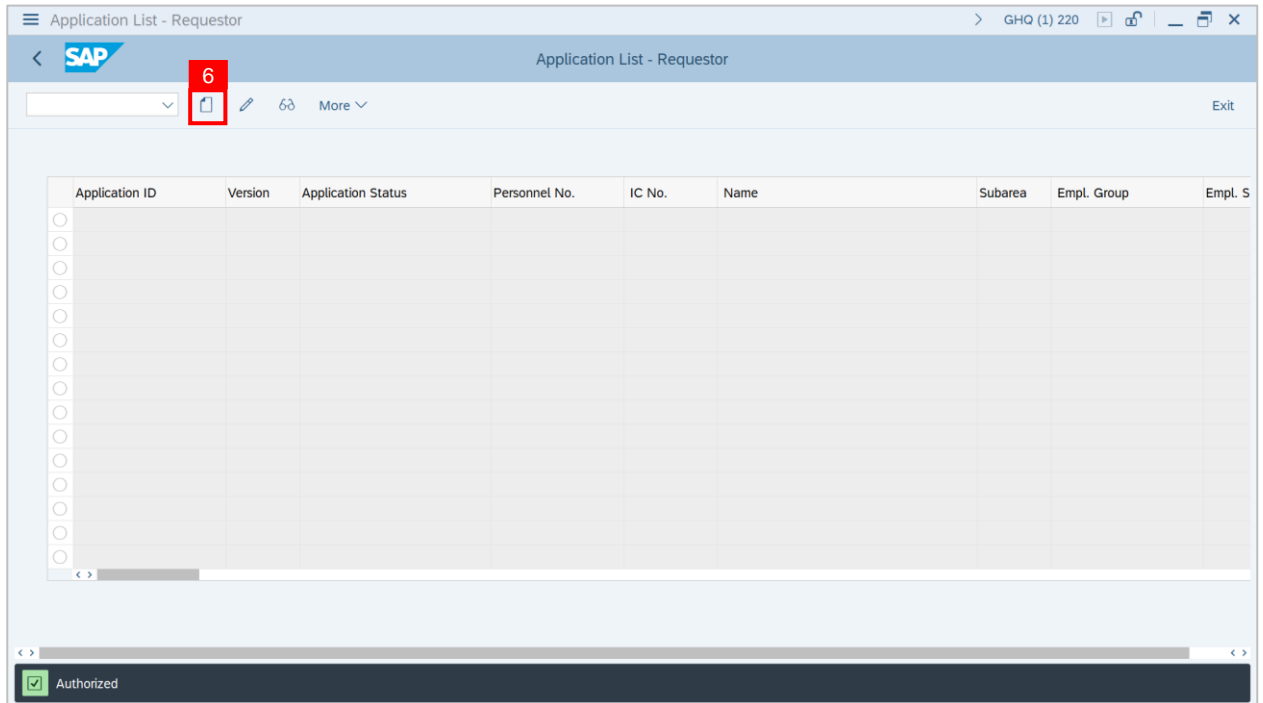 Application List - Requestor
GHQ (1) 220
SAP
Application List - Requestor
6
More
Exit
Application ID Version Application Status Personnel No. IC No. Name Subarea Empl. Group Empl. S
Authorized